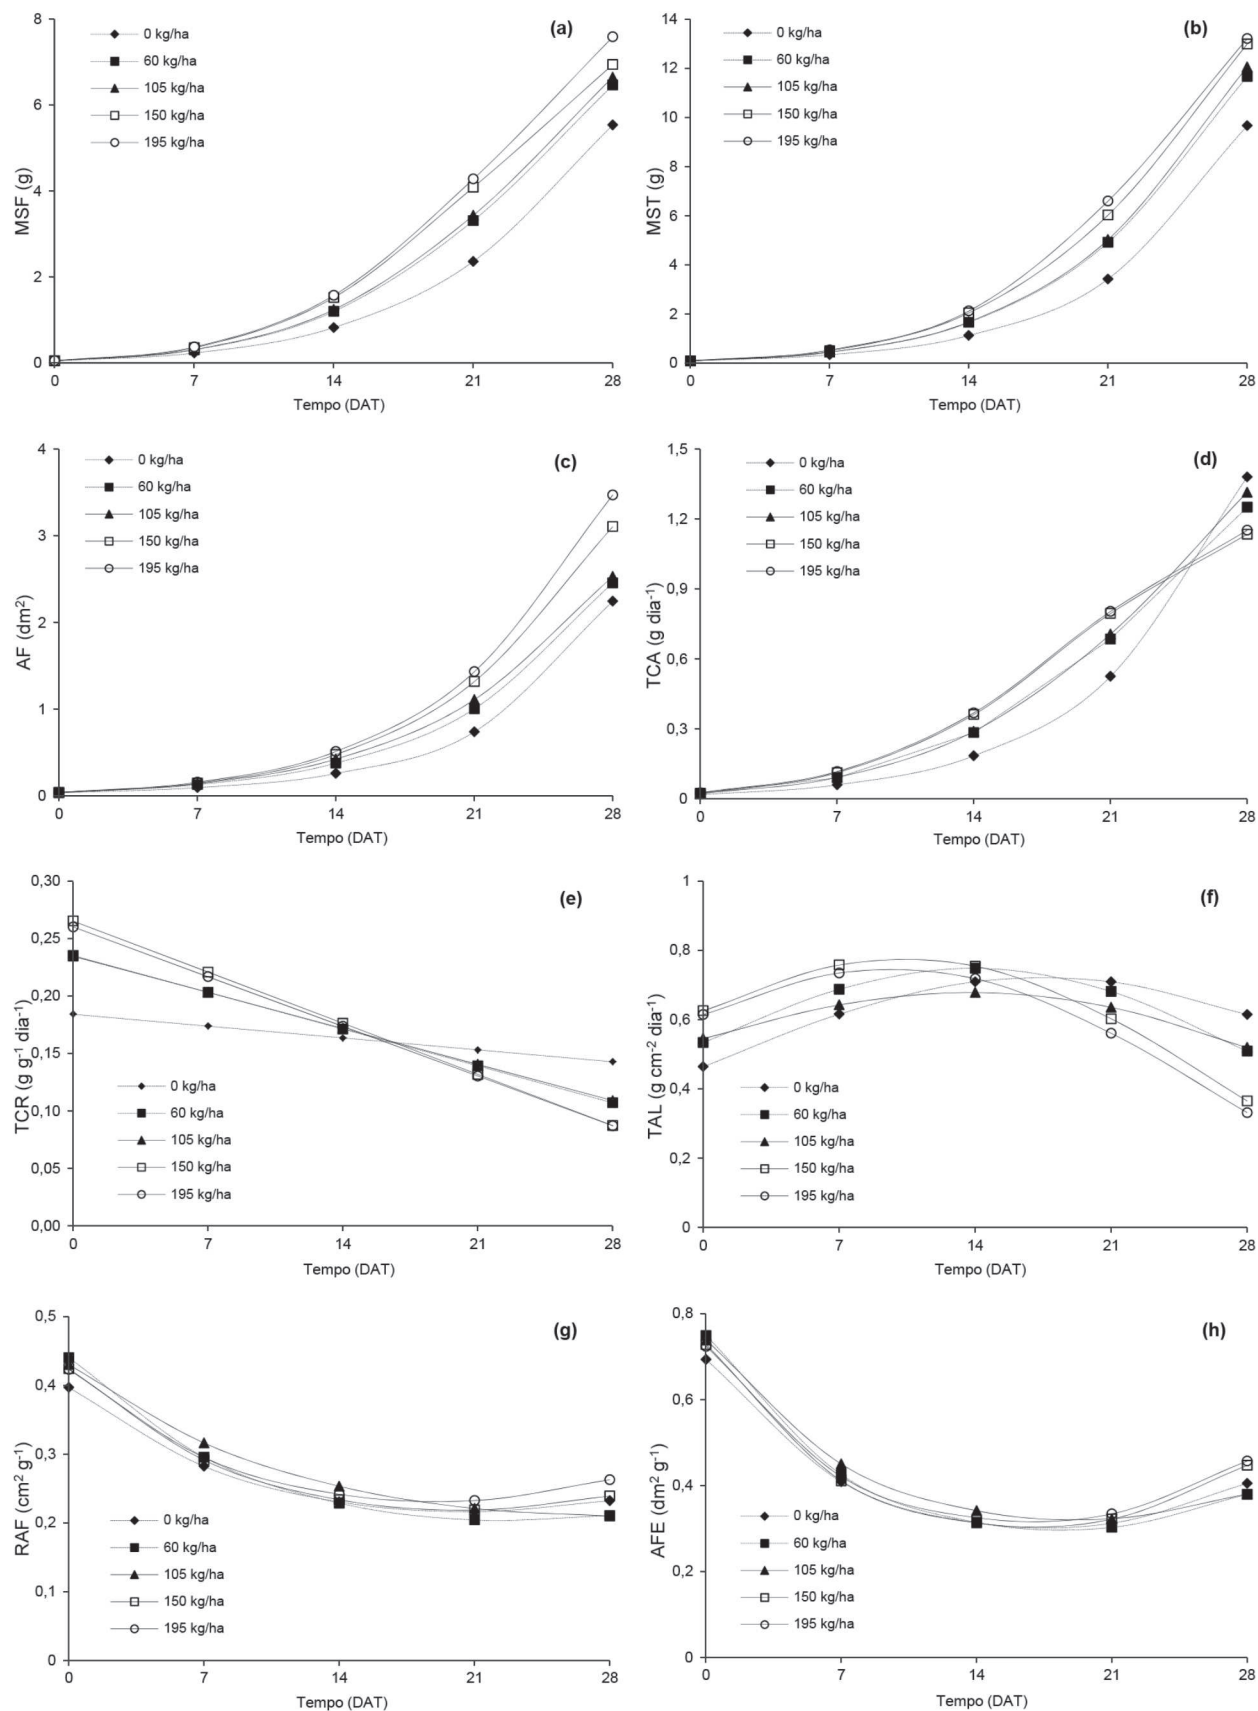 (a)
0 kg/ha
60 kg/ha
105 kg/ha
150 kg/ha
195 kg/ha
MSF (g)
8
6
4
2
0
0 7 14 21 28
Tempo (DAT)
(b)
0 kg/ha
60 kg/ha
105 kg/ha
150 kg/ha
195 kg/ha
MST (g)
14
12
10
8
6
4
2
0
0 7 14 21 28
Tempo (DAT)
(c)
0 kg/ha
60 kg/ha
105 kg/ha
150 kg/ha
195 kg/ha
AF (dm²)
4
3
2
1
0
0 7 14 21 28
Tempo (DAT)
(d)
0 kg/ha
60 kg/ha
105 kg/ha
150 kg/ha
195 kg/ha
TCA (g dia⁻¹)
1,5
1,2
0,9
0,6
0,3
0
0 7 14 21 28
Tempo (DAT)
(e)
0 kg/ha
60 kg/ha
105 kg/ha
150 kg/ha
195 kg/ha
TCR (g g⁻¹ dia⁻¹)
0,30
0,25
0,20
0,15
0,10
0,05
0,00
0 7 14 21 28
Tempo (DAT)
(f)
0 kg/ha
60 kg/ha
105 kg/ha
150 kg/ha
195 kg/ha
TAL (g cm⁻² dia⁻¹)
1
0,8
0,6
0,4
0,2
0
0 7 14 21 28
Tempo (DAT)
(g)
0 kg/ha
60 kg/ha
105 kg/ha
150 kg/ha
195 kg/ha
RAF (cm² g⁻¹)
0,5
0,4
0,3
0,2
0,1
0
0 7 14 21 28
Tempo (DAT)
(h)
0 kg/ha
60 kg/ha
105 kg/ha
150 kg/ha
195 kg/ha
AFE (dm² g⁻¹)
0,8
0,6
0,4
0,2
0
0 7 14 21 28
Tempo (DAT)